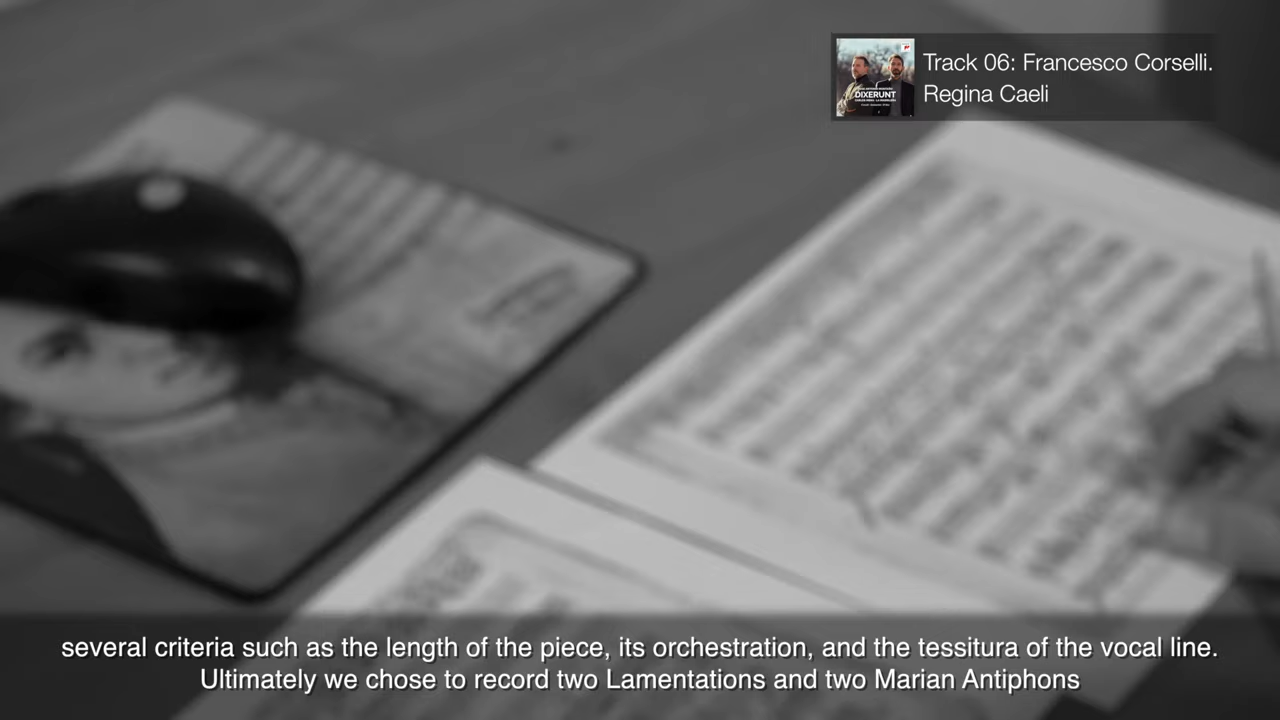 Track 06: Francesco Corselli.
Regina Caeli
DIXERUNT
several criteria such as the length of the piece, its orchestration, and the tessitura of the vocal line.
Ultimately we chose to record two Lamentations and two Marian Antiphons